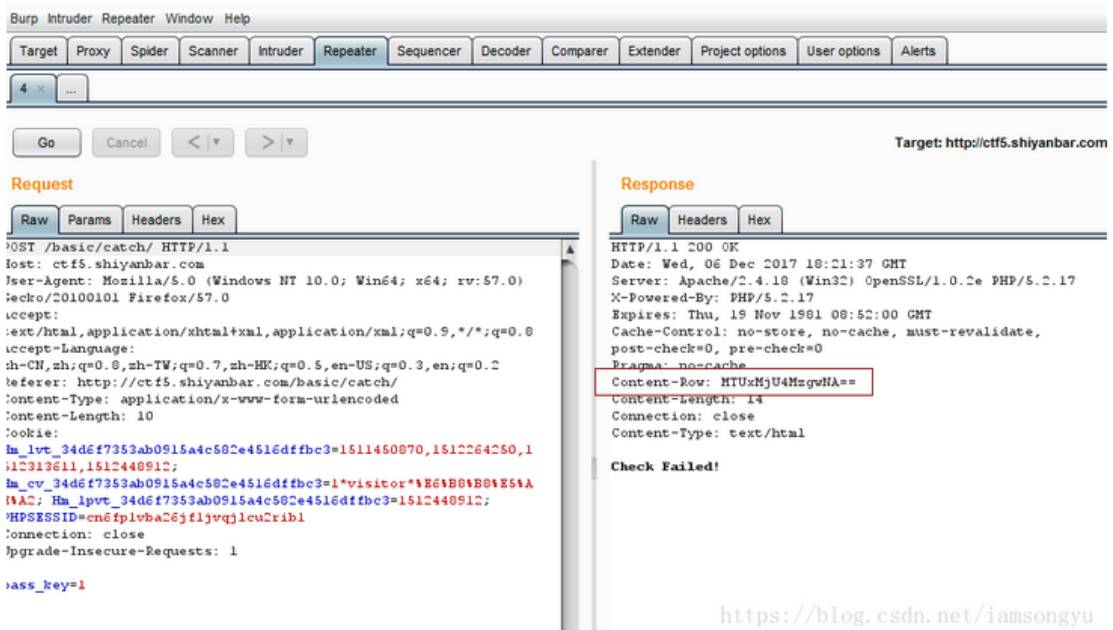 Burp Intruder Repeater Window Help
Target Proxy Spider Scanner Intruder Repeater Sequencer Decoder Comparer Extender Project options User options Alerts
4 × ...
Go Cancel < > Target: http://ctf5.shiyanbar.com
Request
Raw Params Headers Hex
POST /basic/catch/ HTTP/1.1
Host: ctf5.shiyanbar.com
User-Agent: Mozilla/5.0 (Windows NT 10.0; Win64; x64; rv:57.0)
Gecko/20100101 Firefox/57.0
Accept:
text/html,application/xhtml+xml,application/xml;q=0.9,*/*;q=0.8
Accept-Language:
zh-CN,zh;q=0.8,zh-TW;q=0.7,zh-HK;q=0.5,en-US;q=0.3,en;q=0.2
Referer: http://ctf5.shiyanbar.com/basic/catch/
Content-Type: application/x-www-form-urlencoded
Content-Length: 10
Cookie:
Hm_lvt_34d6f7353ab0915a4c582e4516dffbc3=1511450870,1512264250,1
512313611,1512448912;
Hm_cv_34d6f7353ab0915a4c582e4516dffbc3=1*visitor*%E6%B8%B8%E5%A
E%A2; Hm_lpvt_34d6f7353ab0915a4c582e4516dffbc3=1512448912;
PHPSESSID=cn6fplvba26jfljvqjlcu2rib1
Connection: close
Upgrade-Insecure-Requests: 1
pass_key=1
Response
Raw Headers Hex
HTTP/1.1 200 OK
Date: Wed, 06 Dec 2017 18:21:37 GMT
Server: Apache/2.4.18 (Win32) OpenSSL/1.0.2e PHP/5.2.17
X-Powered-By: PHP/5.2.17
Expires: Thu, 19 Nov 1981 08:52:00 GMT
Cache-Control: no-store, no-cache, must-revalidate,
post-check=0, pre-check=0
Pragma: no-cache
Content-Row: MTUxMjU4MzgwNA==
Content-Length: 14
Connection: close
Content-Type: text/html
Check Failed!
https://blog.csdn.net/iamsongyu